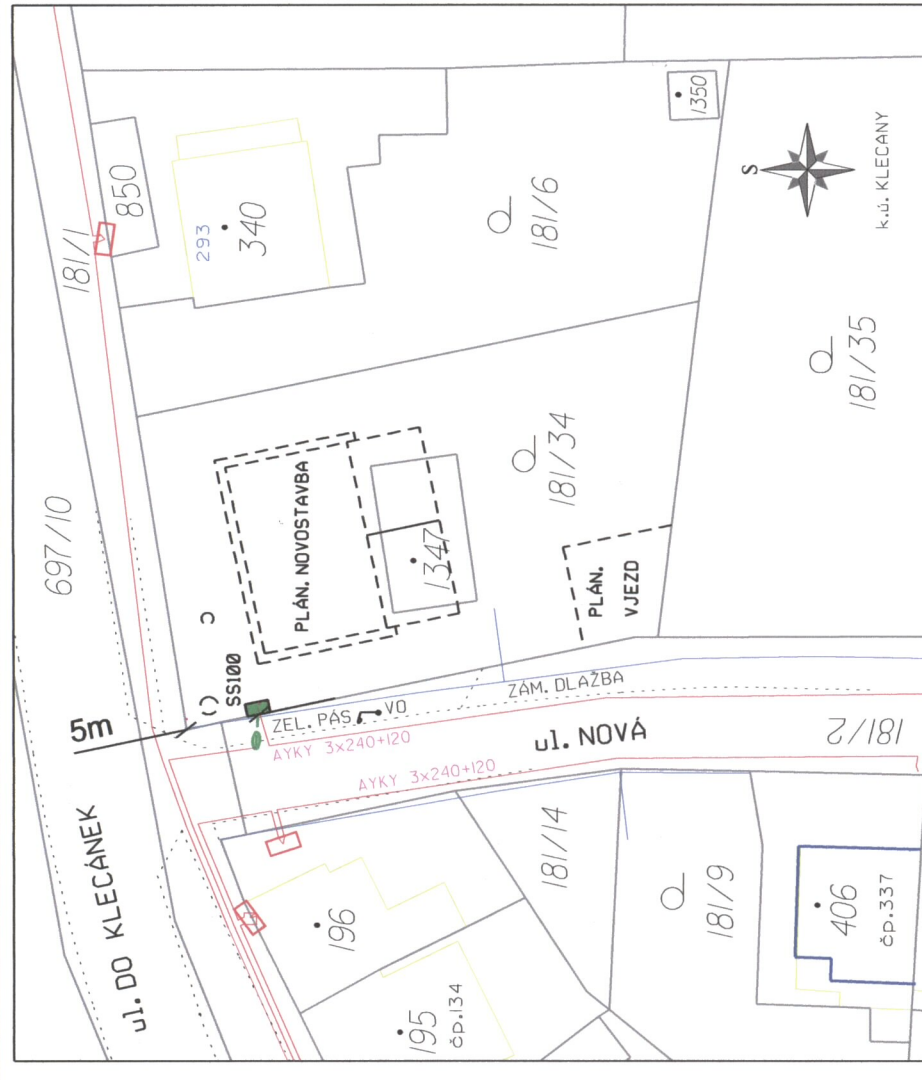 697/10
181/1
850
293
340
1350
S
k.ú. KLECANY
181/6
181/35
181/34
PLÁN. NOVOSTAVBA
1347
PLÁN.
VJEZD
SS100
5m
ZEL. PÁS
VO
ZÁM. DLAŽBA
AYKY 3x240+120
ul. NOVÁ
AYKY 3x240+120
181/2
ul. DO KLECÁNEK
196
195
čp.134
181/14
181/9
406
čp.337